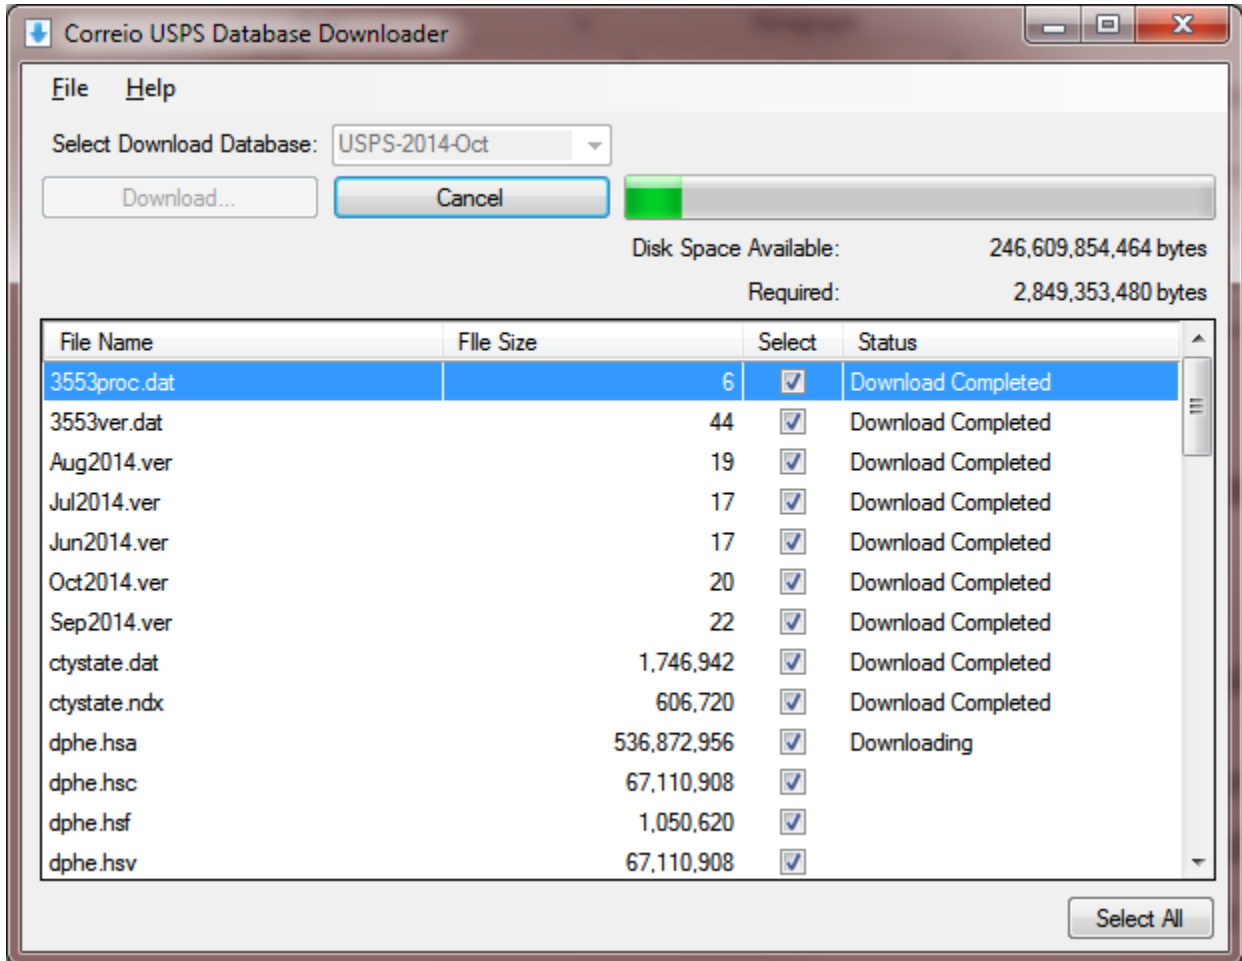 Correio USPS Database Downloader
File Help
Select Download Database: USPS-2014-Oct
Download... Cancel
Disk Space Available: 246,609,854,464 bytes
Required: 2,849,353,480 bytes
File Name FIle Size Select Status
3553proc.dat 6 Download Completed
3553ver.dat 44 Download Completed
Aug2014.ver 19 Download Completed
Jul2014.ver 17 Download Completed
Jun2014.ver 17 Download Completed
Oct2014.ver 20 Download Completed
Sep2014.ver 22 Download Completed
ctystate.dat 1,746,942 Download Completed
ctystate.ndx 606,720 Download Completed
dphe.hsa 536,872,956 Downloading
dphe.hsc 67,110,908
dphe.hsf 1,050,620
dphe.hsv 67,110,908
Select All